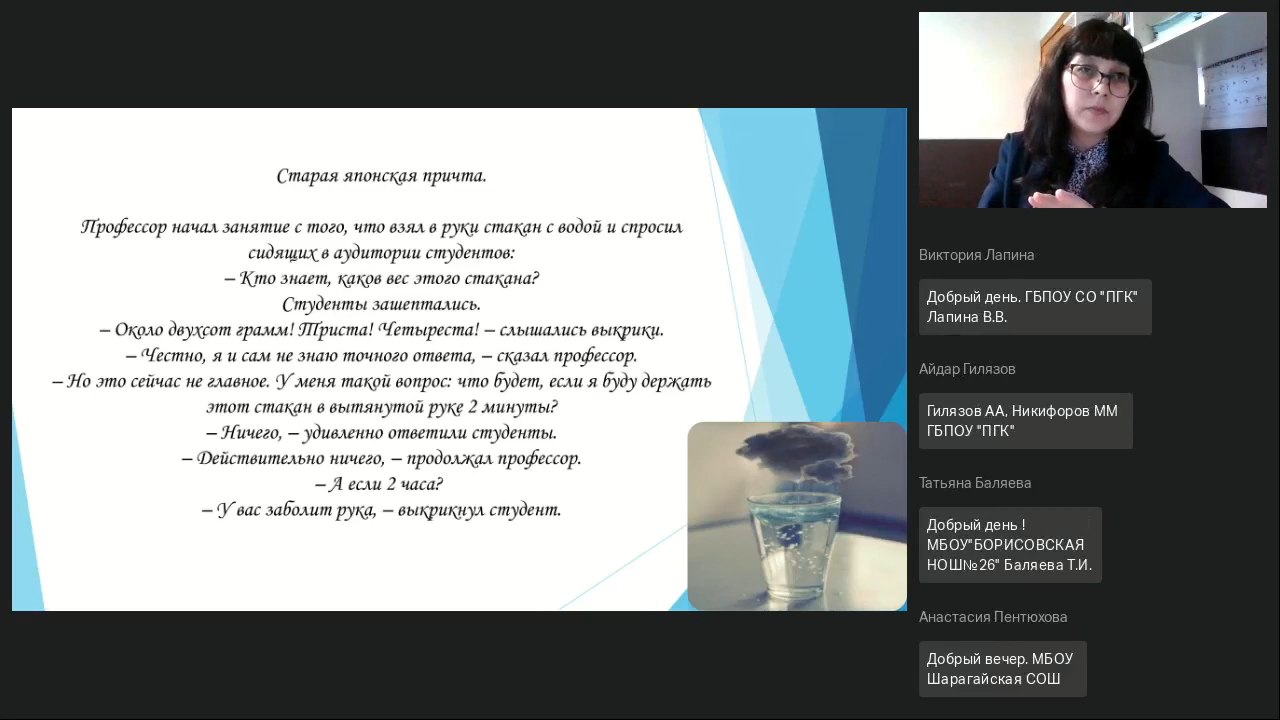 Старая японская притча.
Профессор начал занятие с того, что взял в руки стакан с водой и спросил
сидящих в аудитории студентов:
– Кто знает, каков вес этого стакана?
Студенты зашептались.
– Около двухсот грамм! Триста! Четыреста! – слышались выкрики.
– Честно, я и сам не знаю точного ответа, – сказал профессор.
– Но это сейчас не главное. У меня такой вопрос: что будет, если я буду держать
этот стакан в вытянутой руке 2 минуты?
– Ничего, – удивленно ответили студенты.
– Действительно ничего, – продолжал профессор.
– А если 2 часа?
– У вас заболит рука, – выкрикнул студент.
Виктория Лапина
Добрый день. ГБПОУ СО "ПГК"
Лапина В.В.
Айдар Гилязов
Гилязов АА, Никифоров ММ
ГБПОУ "ПГК"
Татьяна Баляева
Добрый день !
МБОУ"БОРИСОВСКАЯ
НОШ№26" Баляева Т.И.
Анастасия Пентюхова
Добрый вечер. МБОУ
Шарагайская СОШ